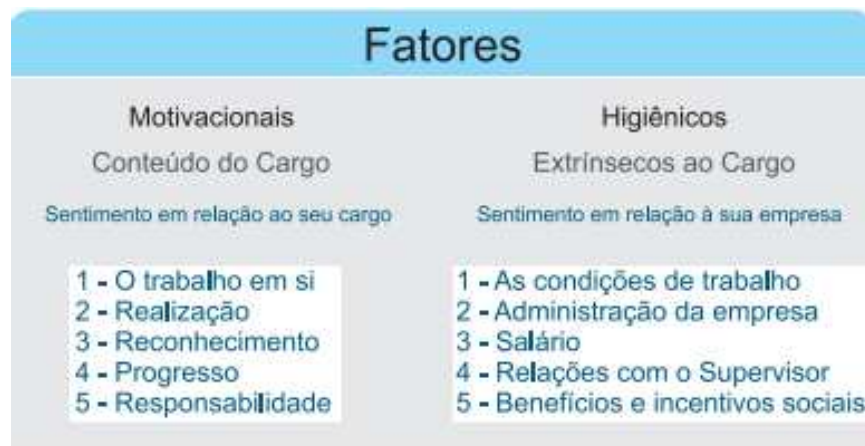 Fatores
Motivacionais
Conteúdo do Cargo
Sentimento em relação ao seu cargo
1 - O trabalho em si
2 - Realização
3 - Reconhecimento
4 - Progresso
5 - Responsabilidade
Higiênicos
Extrínsecos ao Cargo
Sentimento em relação à sua empresa
1 - As condições de trabalho
2 - Administração da empresa
3 - Salário
4 - Relações com o Supervisor
5 - Benefícios e incentivos sociais